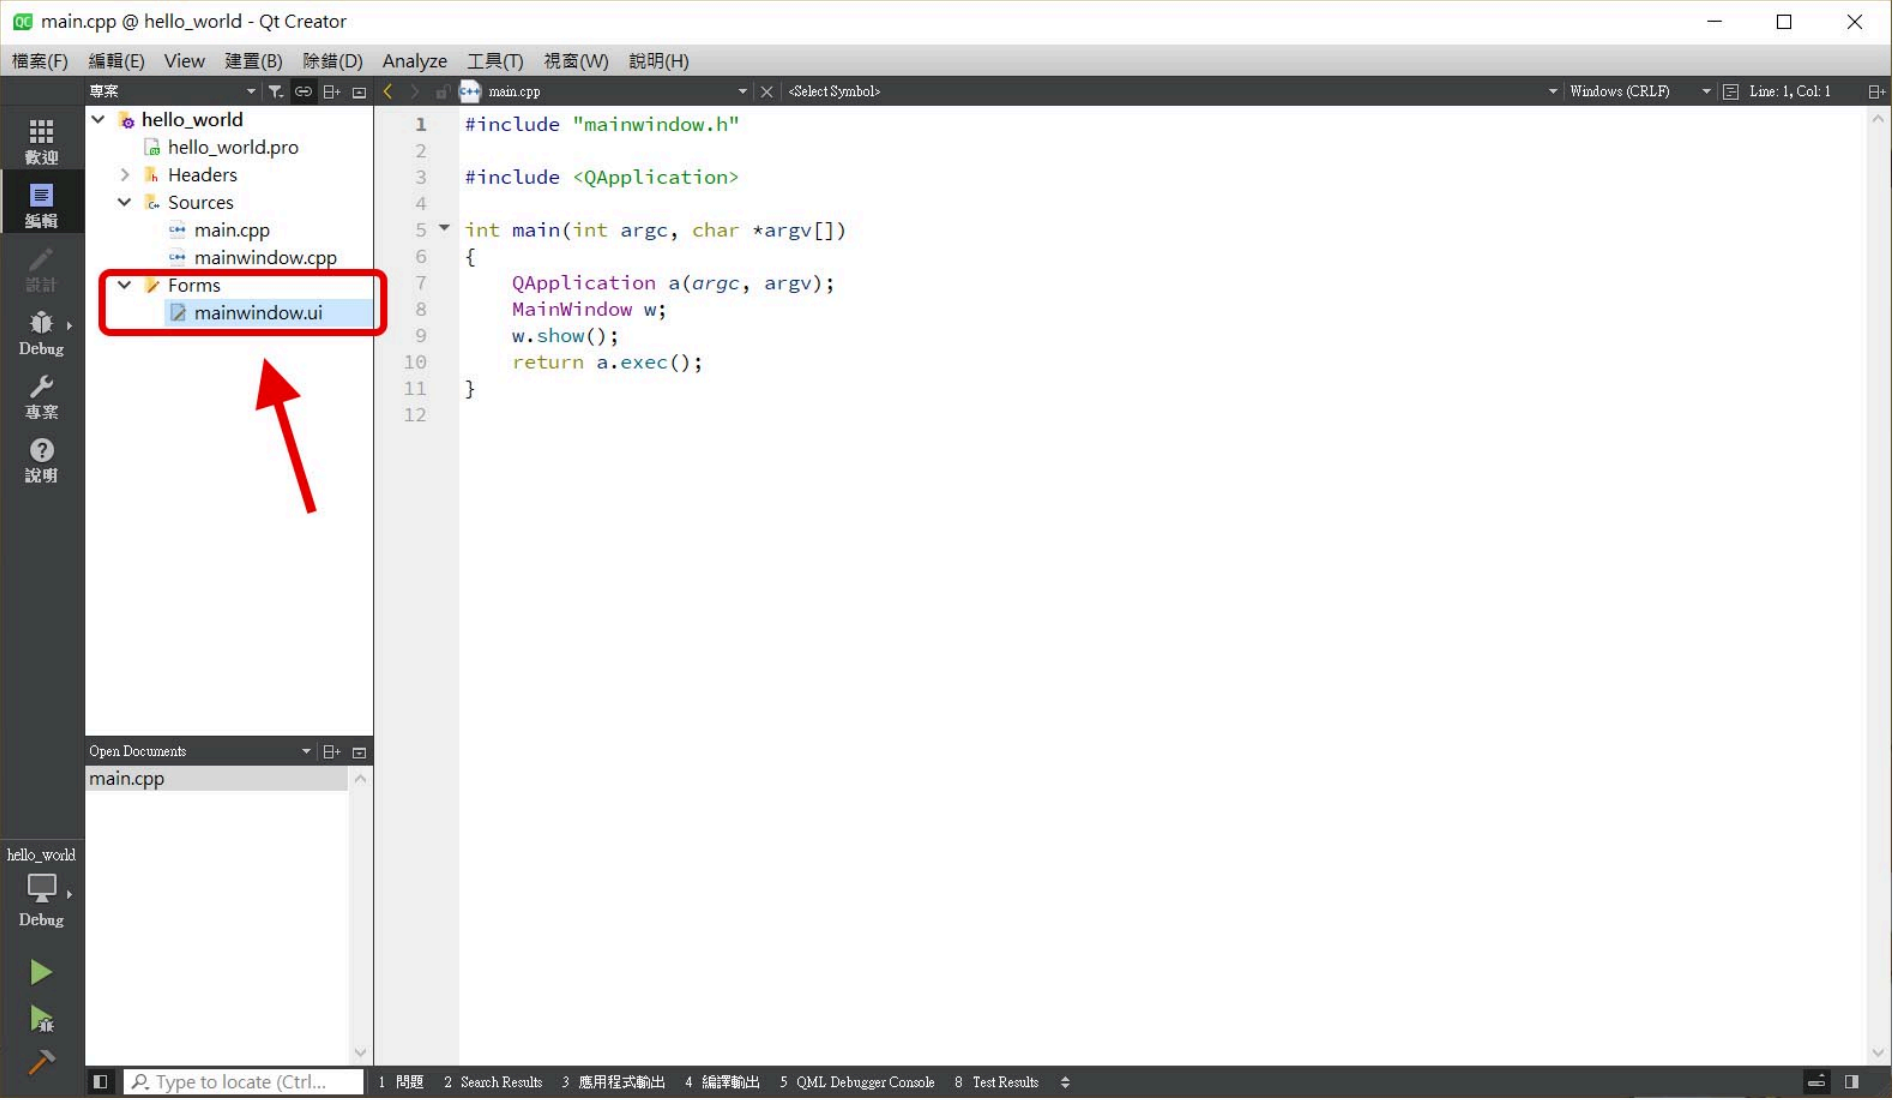 main.cpp @ hello_world - Qt Creator
檔案(F) 編輯(E) View 建置(B) 除錯(D) Analyze 工具(T) 視窗(W) 說明(H)
專案
main.cpp
<Select Symbol>
Windows (CRLF)
Line: 1, Col: 1
歡迎
編輯
設計
Debug
專案
說明
hello_world
hello_world.pro
Headers
Sources
main.cpp
mainwindow.cpp
Forms
mainwindow.ui
1 #include "mainwindow.h"
2
3 #include <QApplication>
4
5 int main(int argc, char *argv[])
6 {
7     QApplication a(argc, argv);
8     MainWindow w;
9     w.show();
10     return a.exec();
11 }
12
Open Documents
main.cpp
hello_world
Debug
Type to locate (Ctrl...
1 問題 2 Search Results 3 應用程式輸出 4 編譯輸出 5 QML Debugger Console 8 Test Results